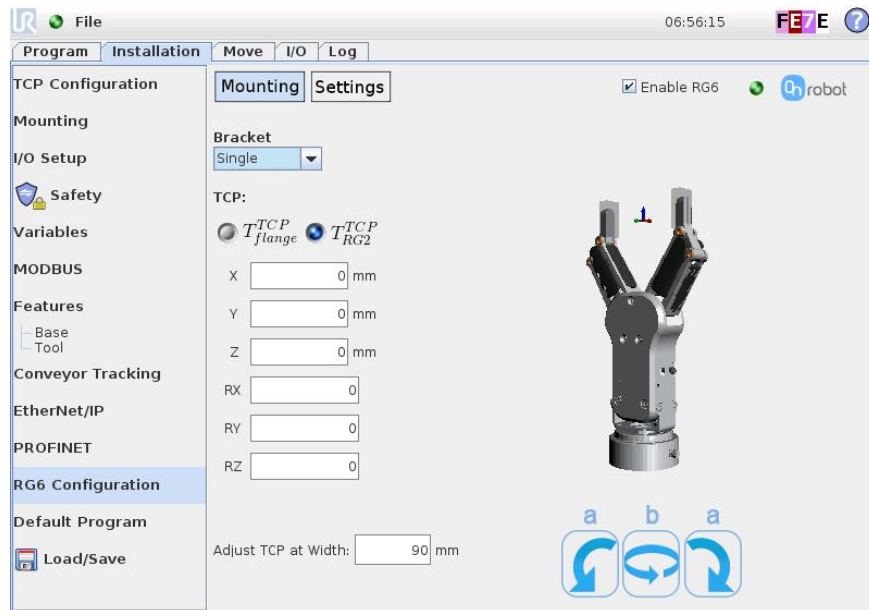 UR File 06:56:15 FE7E ?
Program Installation Move I/O Log
TCP Configuration
Mounting
I/O Setup
Safety
Variables
MODBUS
Features
Base
Tool
Conveyor Tracking
EtherNet/IP
PROFINET
RG6 Configuration
Default Program
Load/Save
Mounting Settings
Enable RG6 On robot
Bracket
Single
TCP:
T TCP flange T TCP RG2
X 0 mm
Y 0 mm
Z 0 mm
RX 0
RY 0
RZ 0
Adjust TCP at Width: 90 mm
a b a